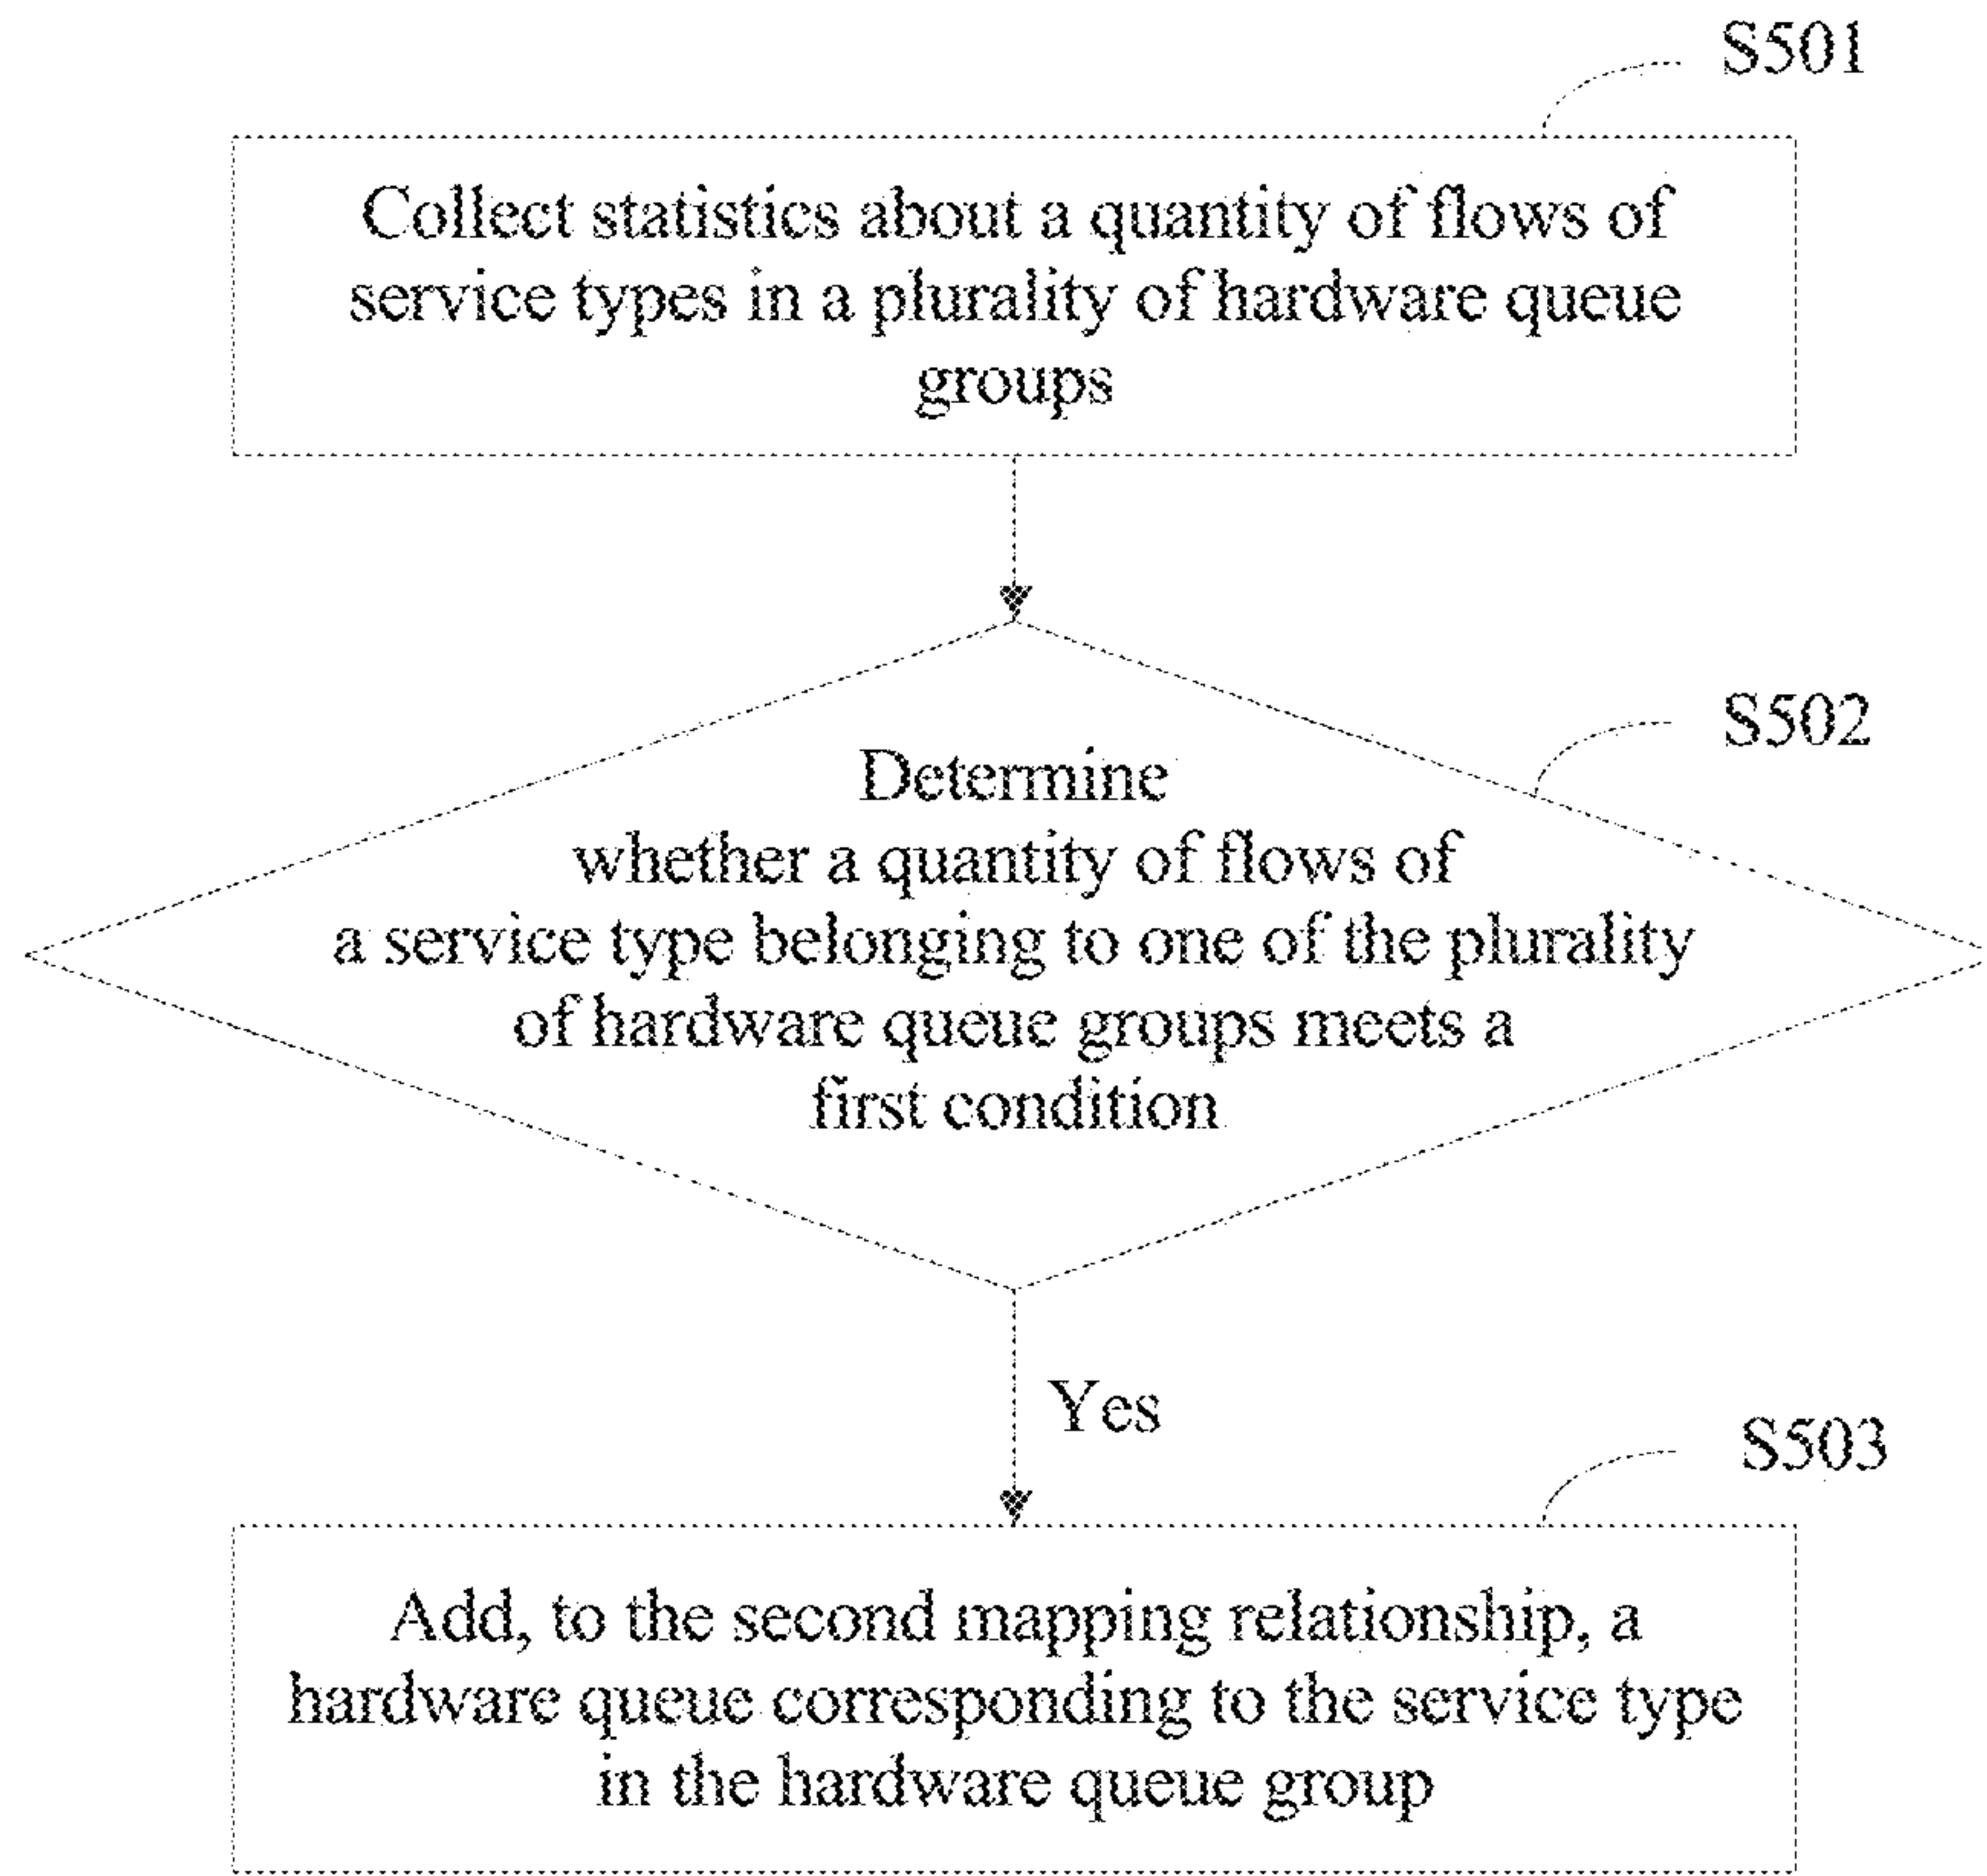 S501
Collect statistics about a quantity of flows of
service types in a plurality of hardware queue
groups
S502
Determine
whether a quantity of flows of
a service type belonging to one of the plurality
of hardware queue groups meets a
first condition
Yes
S503
Add, to the second mapping relationship, a
hardware queue corresponding to the service type
in the hardware queue group